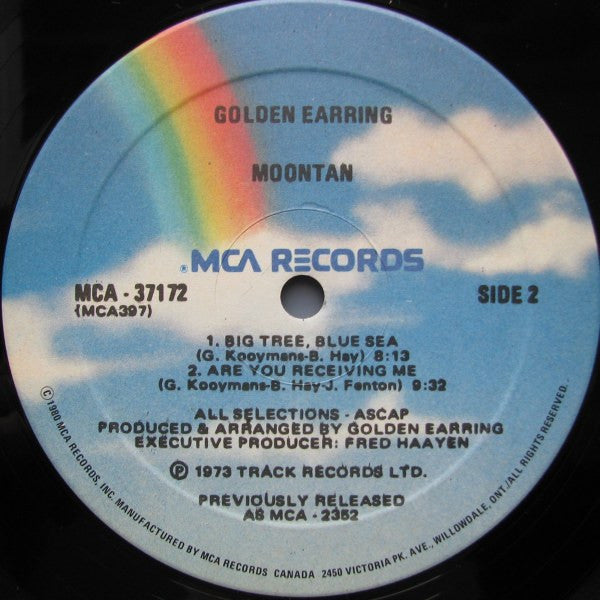 GOLDEN EARRING
MOONTAN
®MCA RECORDS
MCA - 37172
(MCA397)
SIDE 2
1. BIG TREE, BLUE SEA
(G. Kooymans-B. Hay) 8:13
2. ARE YOU RECEIVING ME
(G. Kooymans-B. Hay-J. Fenton) 9:32
ALL SELECTIONS - ASCAP
PRODUCED & ARRANGED BY GOLDEN EARRING
EXECUTIVE PRODUCER: FRED HAAYEN
℗ 1973 TRACK RECORDS LTD.
PREVIOUSLY RELEASED
AS MCA - 2352
©1980 MCA RECORDS, INC. MANUFACTURED BY MCA RECORDS CANADA 2450 VICTORIA PK. AVE., WILLOWDALE, ONT./ALL RIGHTS RESERVED.